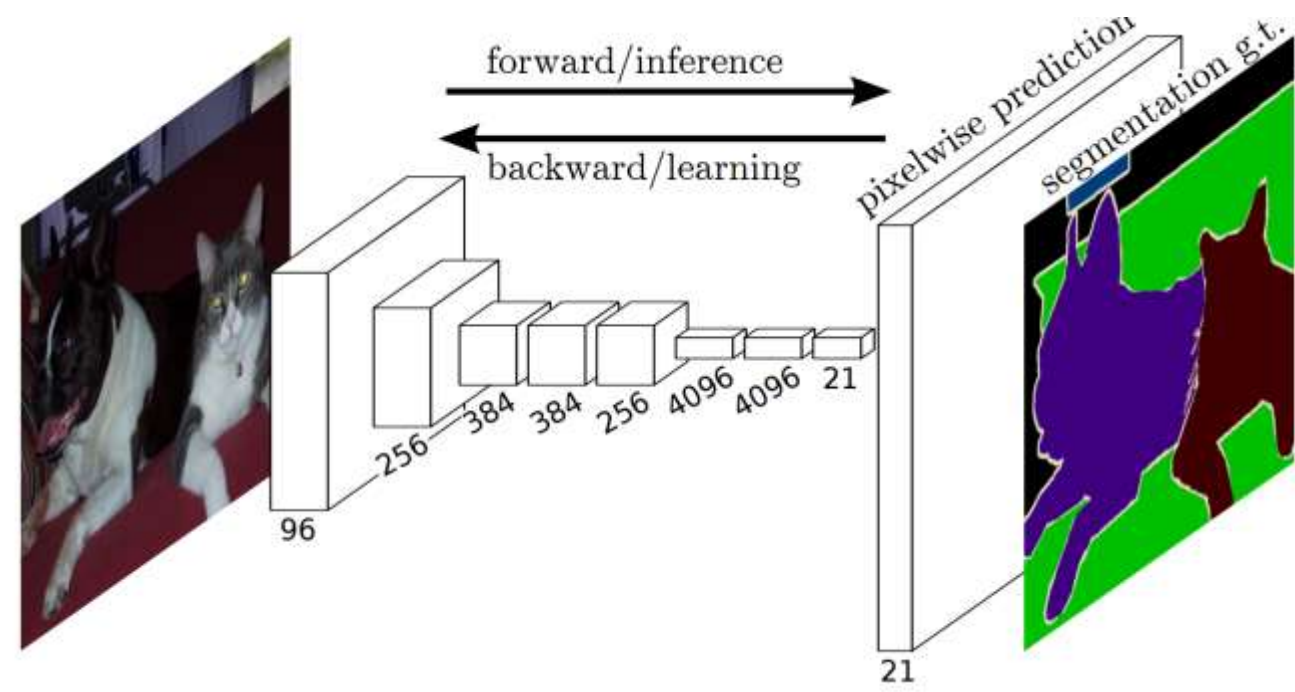 forward/inference
backward/learning
pixelwise prediction
segmentation g.t.
96
256
384
384
256
4096
4096
21
21